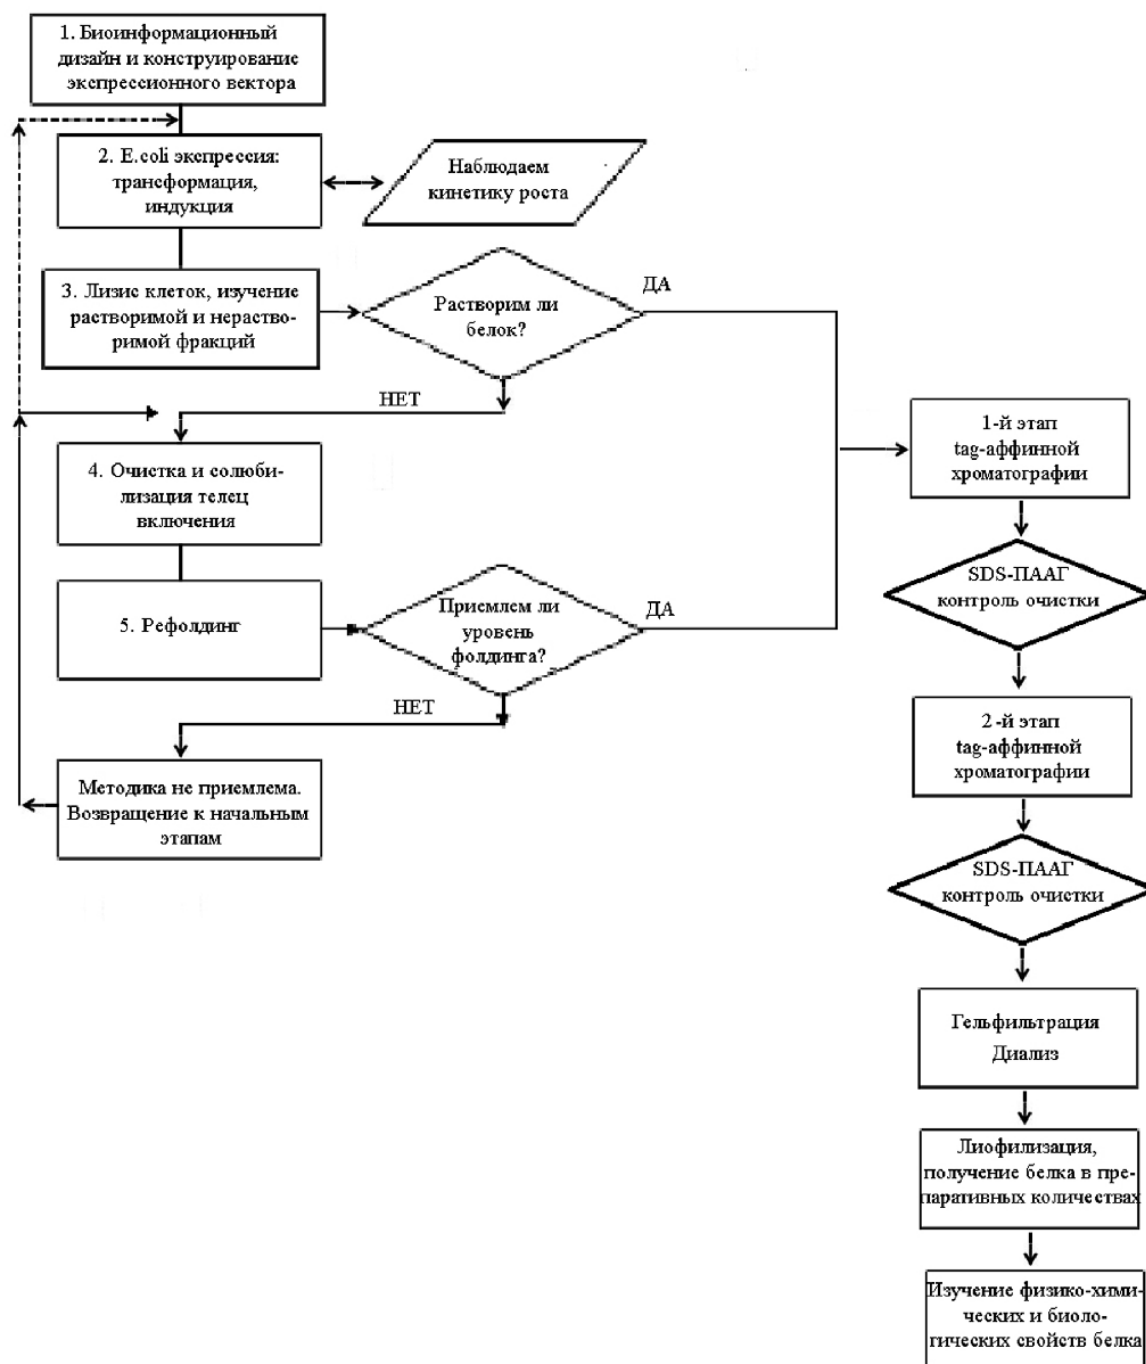 1. Биоинформационный
дизайн и конструирование
экспрессионного вектора
2. E.coli экспрессия:
трансформация,
индукция
Наблюдаем
кинетику роста
3. Лизис клеток, изучение
растворимой и нераство-
римой фракций
Растворим ли
белок?
ДА
НЕТ
4. Очистка и солюби-
лизация телец
включения
5. Рефолдинг
Приемлем ли
уровень
фолдинга?
ДА
НЕТ
Методика не приемлема.
Возвращение к начальным
этапам
1-й этап
tag-аффинной
хроматографии
SDS-ПААГ
контроль очистки
2-й этап
tag-аффинной
хроматографии
SDS-ПААГ
контроль очистки
Гельфильтрация
Диализ
Лиофилизация,
получение белка в пре-
паративных количествах
Изучение физико-хими-
ческих и биоло-
гических свойств белка